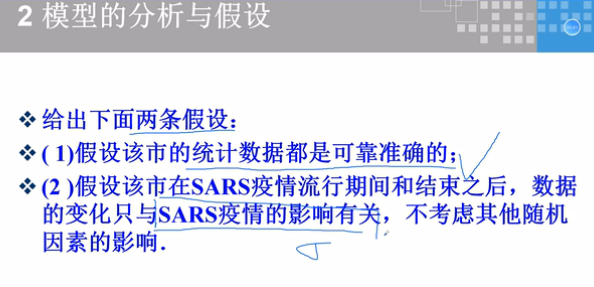 2 模型的分析与假设
❖ 给出下面两条假设:
❖ (1)假设该市的统计数据都是可靠准确的;
❖ (2)假设该市在SARS疫情流行期间和结束之后，数据
的变化只与SARS疫情的影响有关，不考虑其他随机
因素的影响.